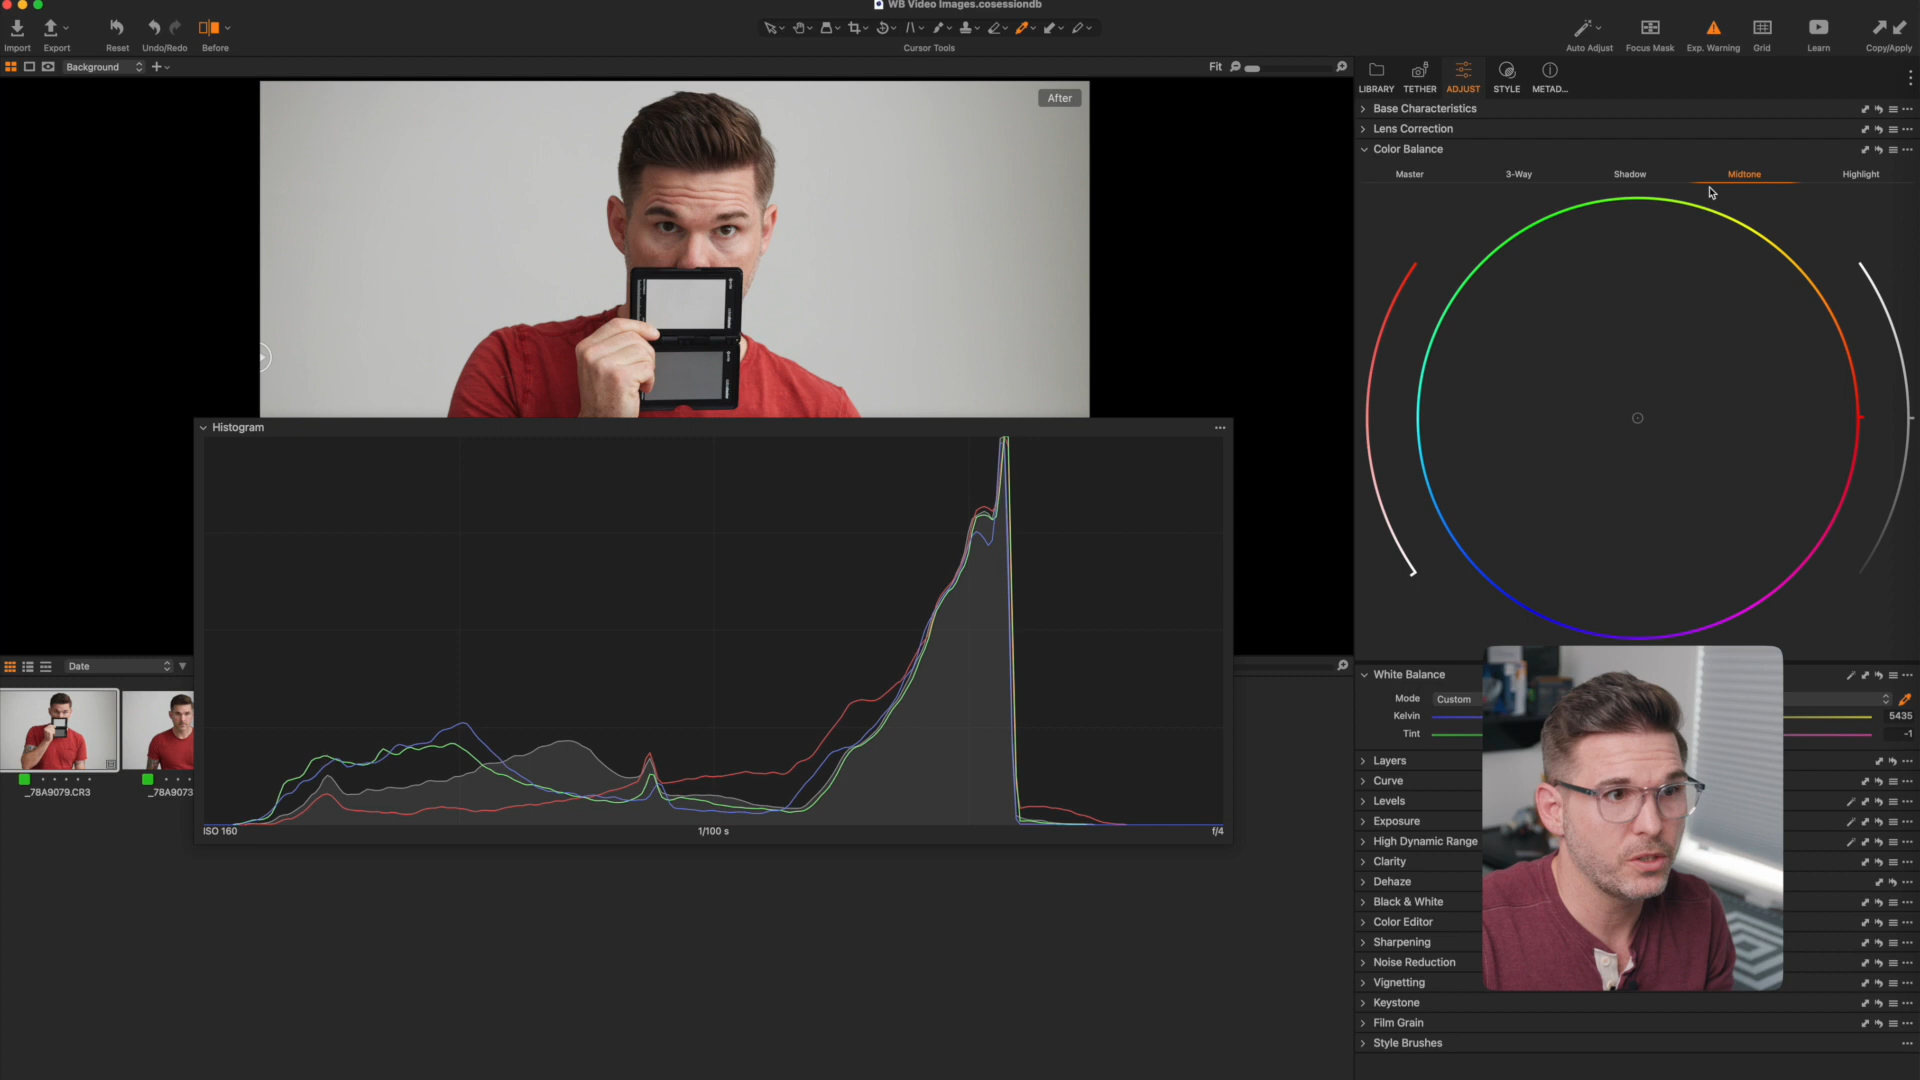 WB Video Images.cosessiondb
Import
Export
Reset
Undo/Redo
Before
Cursor Tools
Auto Adjust
Focus Mask
Exp. Warning
Grid
Learn
Copy/Apply
Background
Fit
After
LIBRARY
TETHER
ADJUST
STYLE
METAD...
Base Characteristics
Lens Correction
Color Balance
Master
3-Way
Shadow
Midtone
Highlight
Histogram
ISO 160
1/100 s
f/4
Date
_78A9079.CR3
_78A9073
White Balance
Mode
Custom
Kelvin
5435
Tint
-1
Layers
Curve
Levels
Exposure
High Dynamic Range
Clarity
Dehaze
Black & White
Color Editor
Sharpening
Noise Reduction
Vignetting
Keystone
Film Grain
Style Brushes